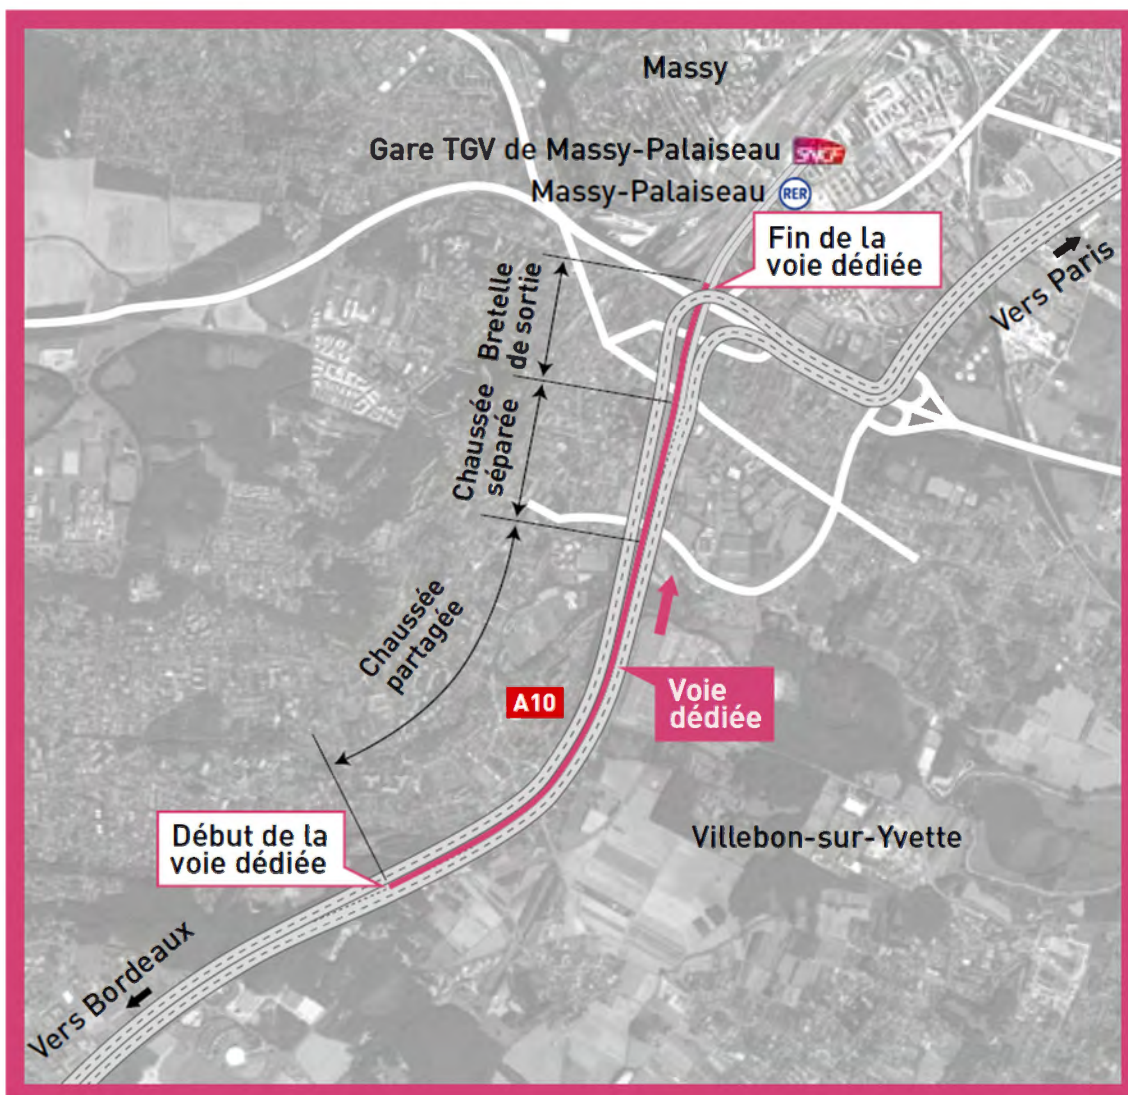 Massy
Gare TGV de Massy-Palaiseau SNCF
Massy-Palaiseau RER
Fin de la
voie dédiée
Vers Paris
Bretelle
de sortie
Chaussée
séparée
Chaussée
partagée
A10
Voie
dédiée
Début de la
voie dédiée
Villebon-sur-Yvette
Vers Bordeaux